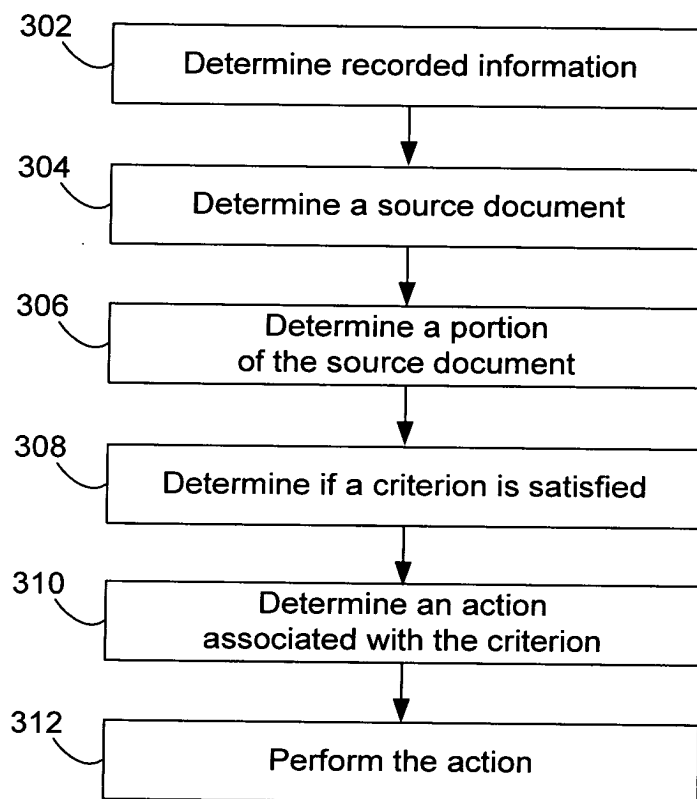 302
Determine recorded information
304
Determine a source document
306
Determine a portion
of the source document
308
Determine if a criterion is satisfied
310
Determine an action
associated with the criterion
312
Perform the action